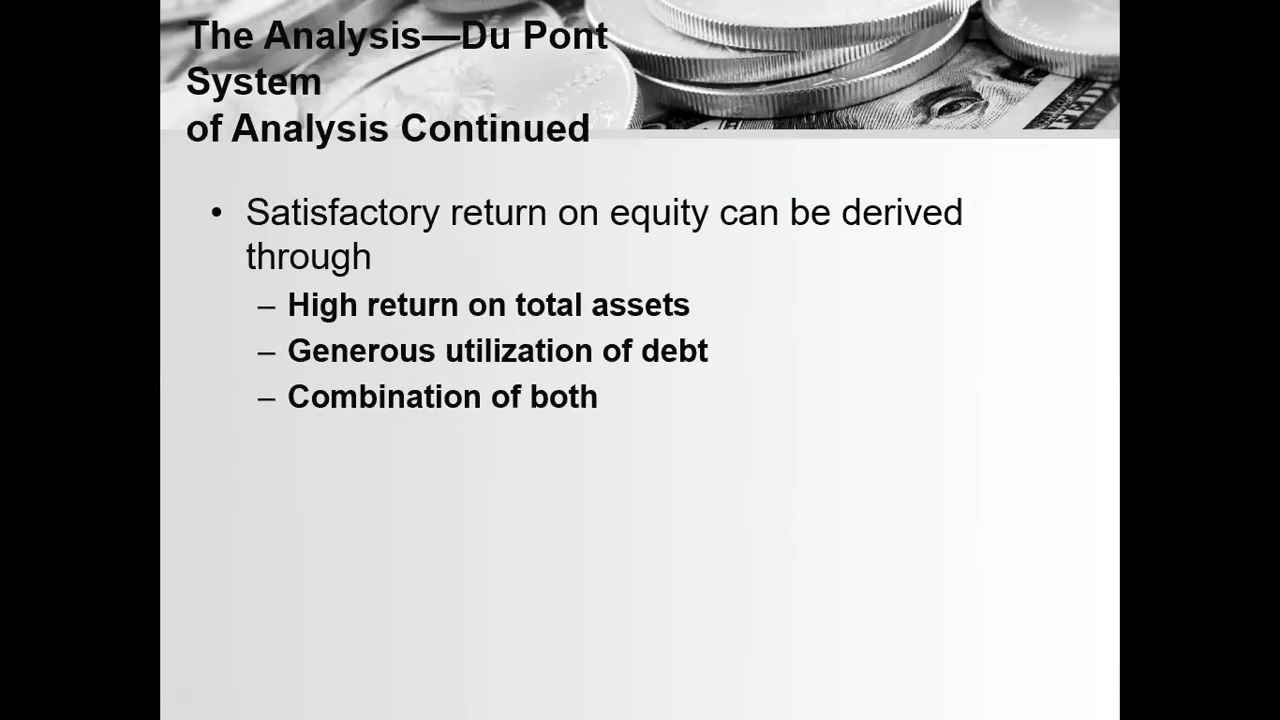 The Analysis—Du Pont
System
of Analysis Continued
• Satisfactory return on equity can be derived
through
– High return on total assets
– Generous utilization of debt
– Combination of both